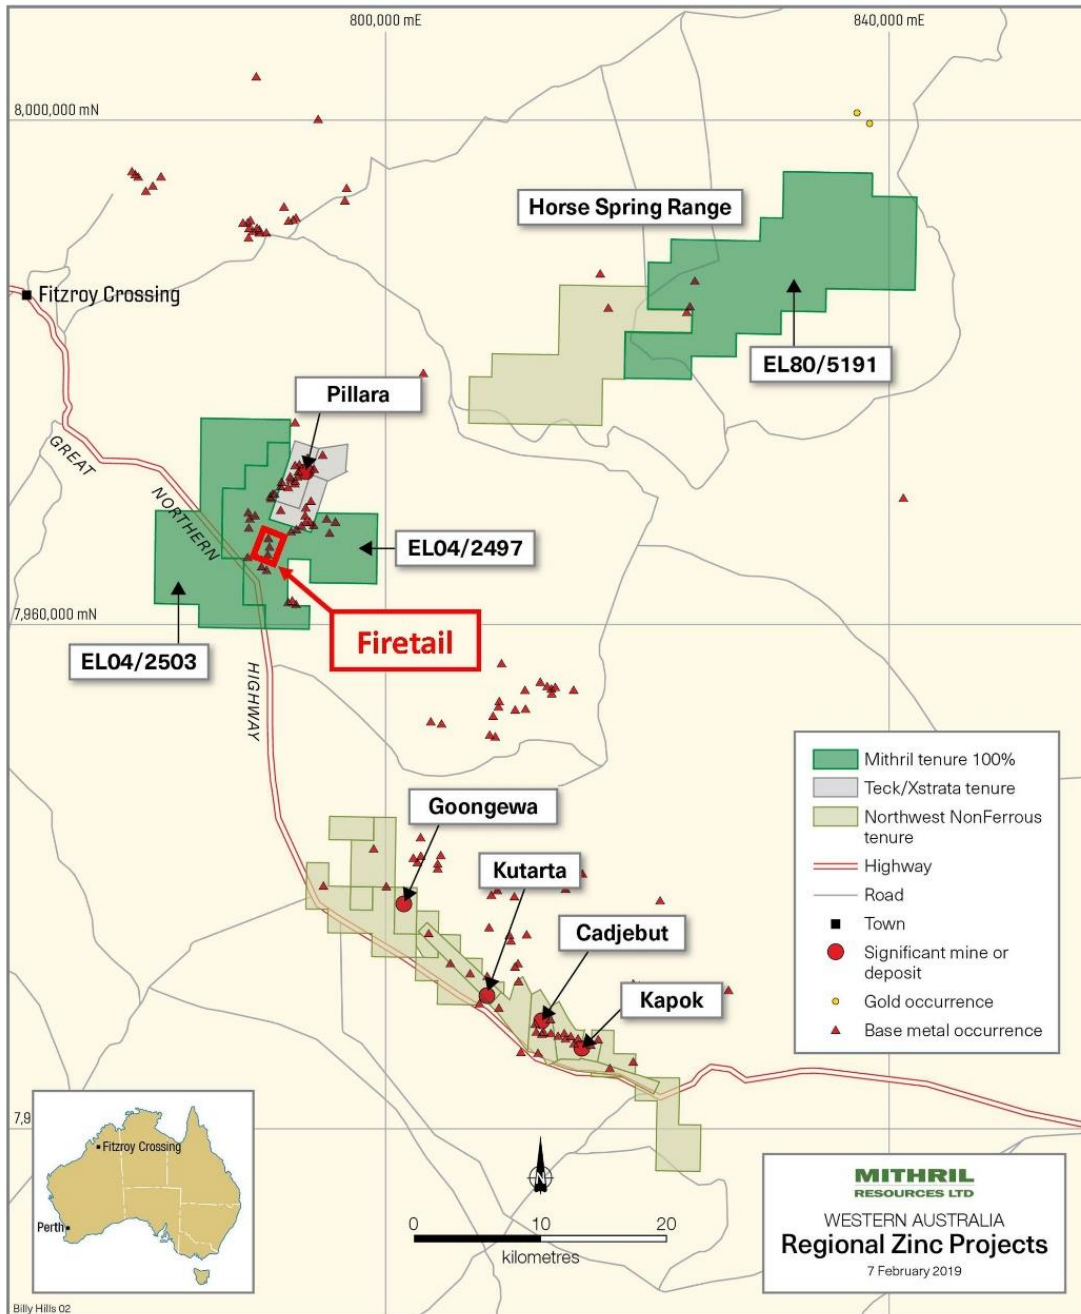 800,000 mE
840,000 mE
8,000,000 mN
Horse Spring Range
Fitzroy Crossing
EL80/5191
Pillara
GREAT
NORTHERN
HIGHWAY
EL04/2497
7,960,000 mN
Firetail
EL04/2503
Mithril tenure 100%
Teck/Xstrata tenure
Northwest NonFerrous
tenure
Highway
Road
Town
Significant mine or
deposit
Gold occurrence
Base metal occurrence
Goongewa
Kutarta
Cadjebut
Kapok
7,9
Fitzroy Crossing
Perth
N
0 10 20
kilometres
MITHRIL
RESOURCES LTD
WESTERN AUSTRALIA
Regional Zinc Projects
7 February 2019
Billy Hills 02